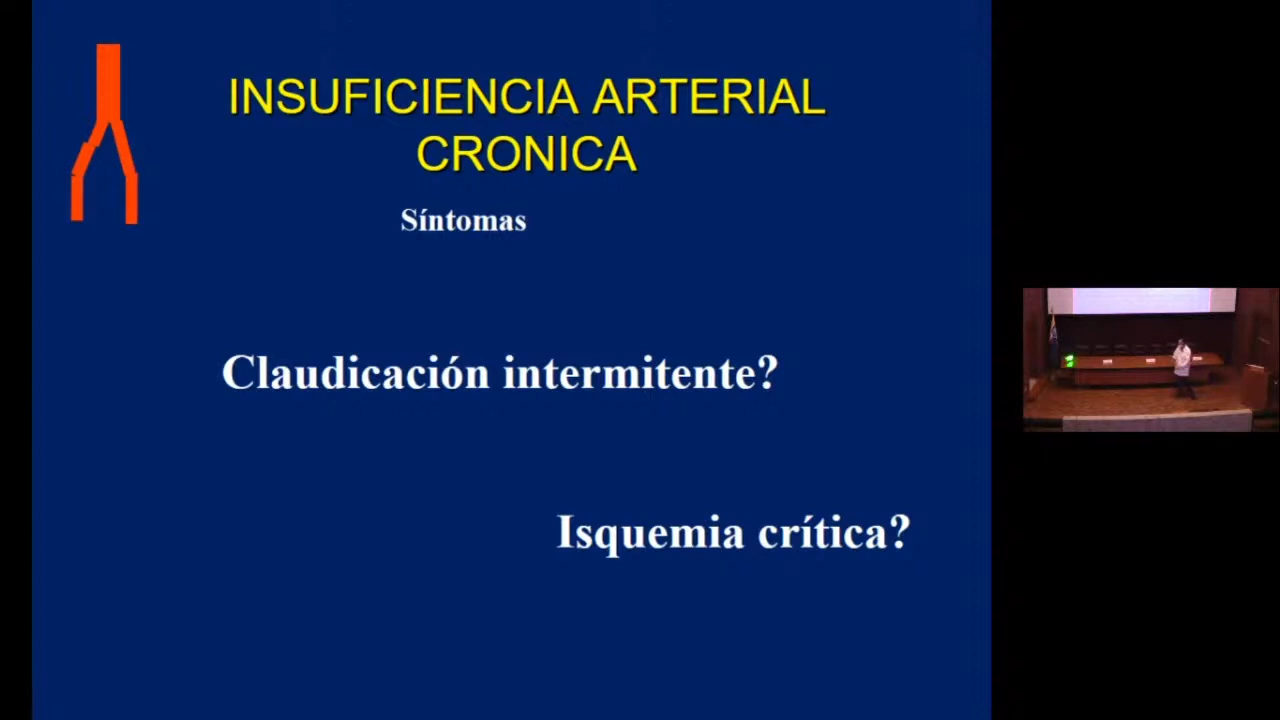 INSUFICIENCIA ARTERIAL
CRONICA
Síntomas
Claudicación intermitente?
Isquemia crítica?